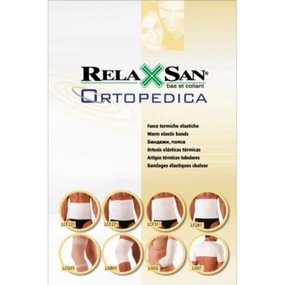 RELAXSAN®
bas et collant
ORTOPEDICA
Fasce termiche elastiche
Warm elastic bands
Бандажи, пояса
Ortesis elásticas térmicas
Artigos térmicos tubulares
Bandages élastiques chaleur
LG02